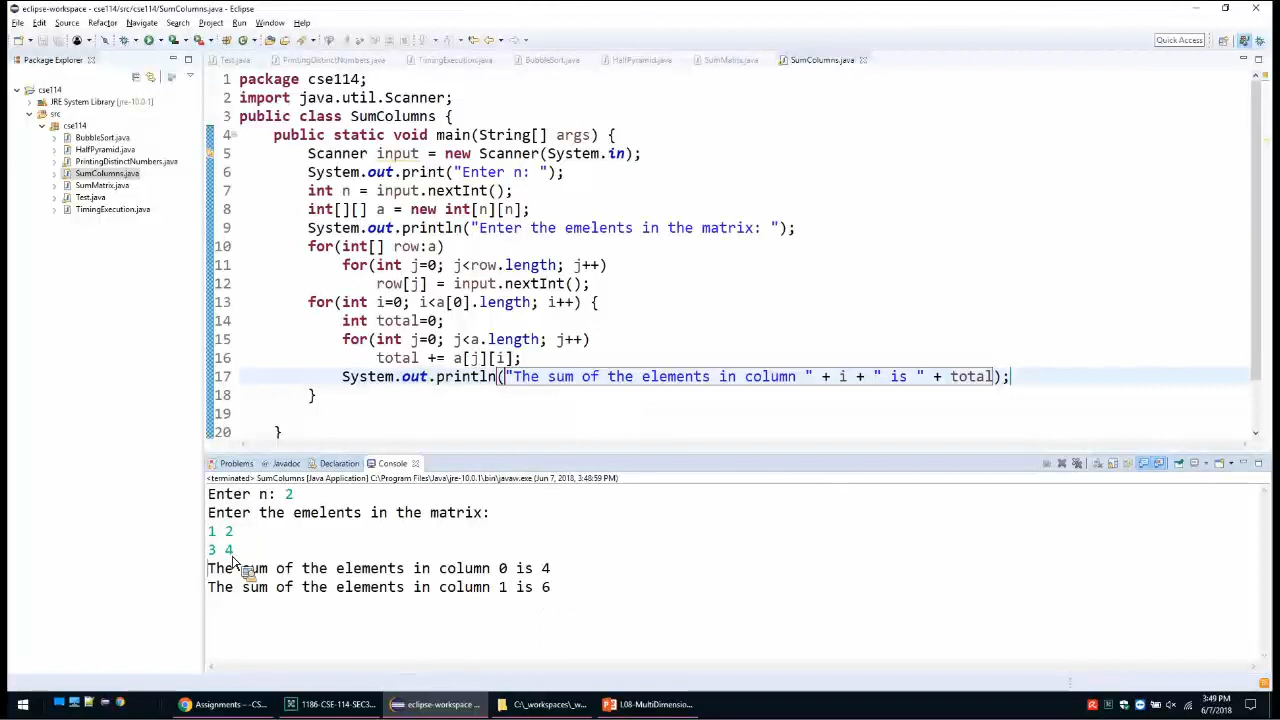 eclipse-workspace - cse114/src/cse114/SumColumns.java - Eclipse
File Edit Source Refactor Navigate Search Project Run Window Help
Quick Access
Package Explorer
Test.java PrintingDistinctNumbers.java TimingExecution.java BubbleSort.java HalfPyramid.java SumMatrix.java SumColumns.java
cse114
JRE System Library [jre-10.0.1]
src
cse114
BubbleSort.java
HalfPyramid.java
PrintingDistinctNumbers.java
SumColumns.java
SumMatrix.java
Test.java
TimingExecution.java
1 package cse114;
2 import java.util.Scanner;
3 public class SumColumns {
4 public static void main(String[] args) {
5 Scanner input = new Scanner(System.in);
6 System.out.print("Enter n: ");
7 int n = input.nextInt();
8 int[][] a = new int[n][n];
9 System.out.println("Enter the emelents in the matrix: ");
10 for(int[] row:a)
11 for(int j=0; j<row.length; j++)
12 row[j] = input.nextInt();
13 for(int i=0; i<a[0].length; i++) {
14 int total=0;
15 for(int j=0; j<a.length; j++)
16 total += a[j][i];
17 System.out.println("The sum of the elements in column " + i + " is " + total);
18 }
19
20 }
Problems Javadoc Declaration Console
<terminated> SumColumns [Java Application] C:\Program Files\Java\jre-10.0.1\bin\javaw.exe (Jun 7, 2018, 3:48:59 PM)
Enter n: 2
Enter the emelents in the matrix:
1 2
3 4
The sum of the elements in column 0 is 4
The sum of the elements in column 1 is 6
Assignments - -CS... 1186-CSE-114-SEC3... eclipse-workspace ... C:\_workspaces\_w... L08-MultiDimensio...
3:49 PM
6/7/2018